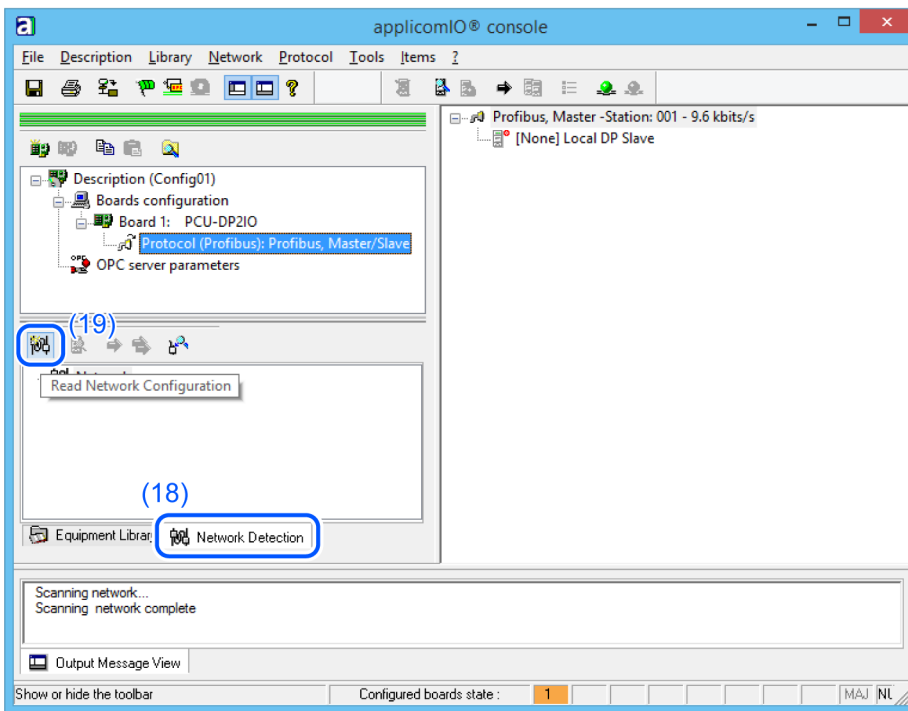 applicomIO® console
File Description Library Network Protocol Tools Items ?
Profibus, Master -Station: 001 - 9.6 kbits/s
[None] Local DP Slave
Description (Config01)
Boards configuration
Board 1: PCU-DP2IO
Protocol (Profibus): Profibus, Master/Slave
OPC server parameters
(19)
Read Network Configuration
(18)
Equipment Librar
Network Detection
Scanning network...
Scanning network complete
Output Message View
Show or hide the toolbar
Configured boards state :
1
MAJ